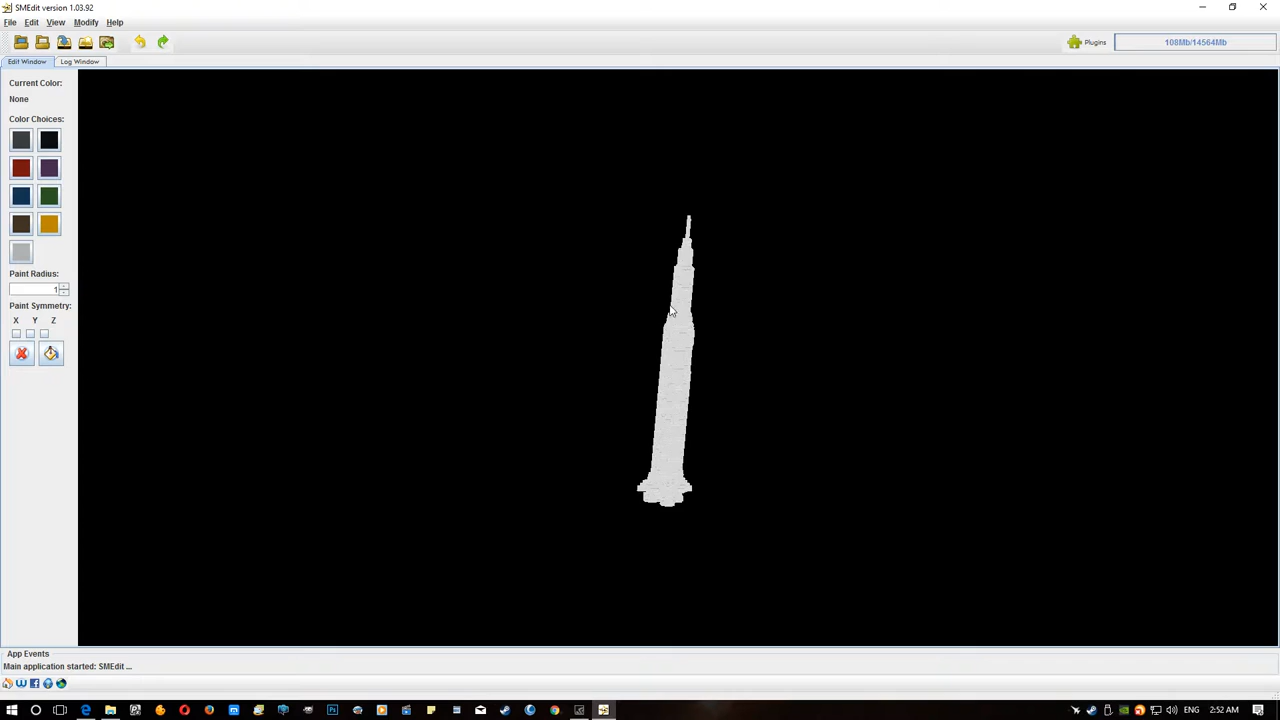 SMEdit version 1.03.92
File Edit View Modify Help
Plugins 108Mb/14564Mb
Edit Window Log Window
Current Color:
None
Color Choices:
Paint Radius:
1
Paint Symmetry:
X Y Z
App Events
Main application started: SMEdit ...
ENG 2:52 AM